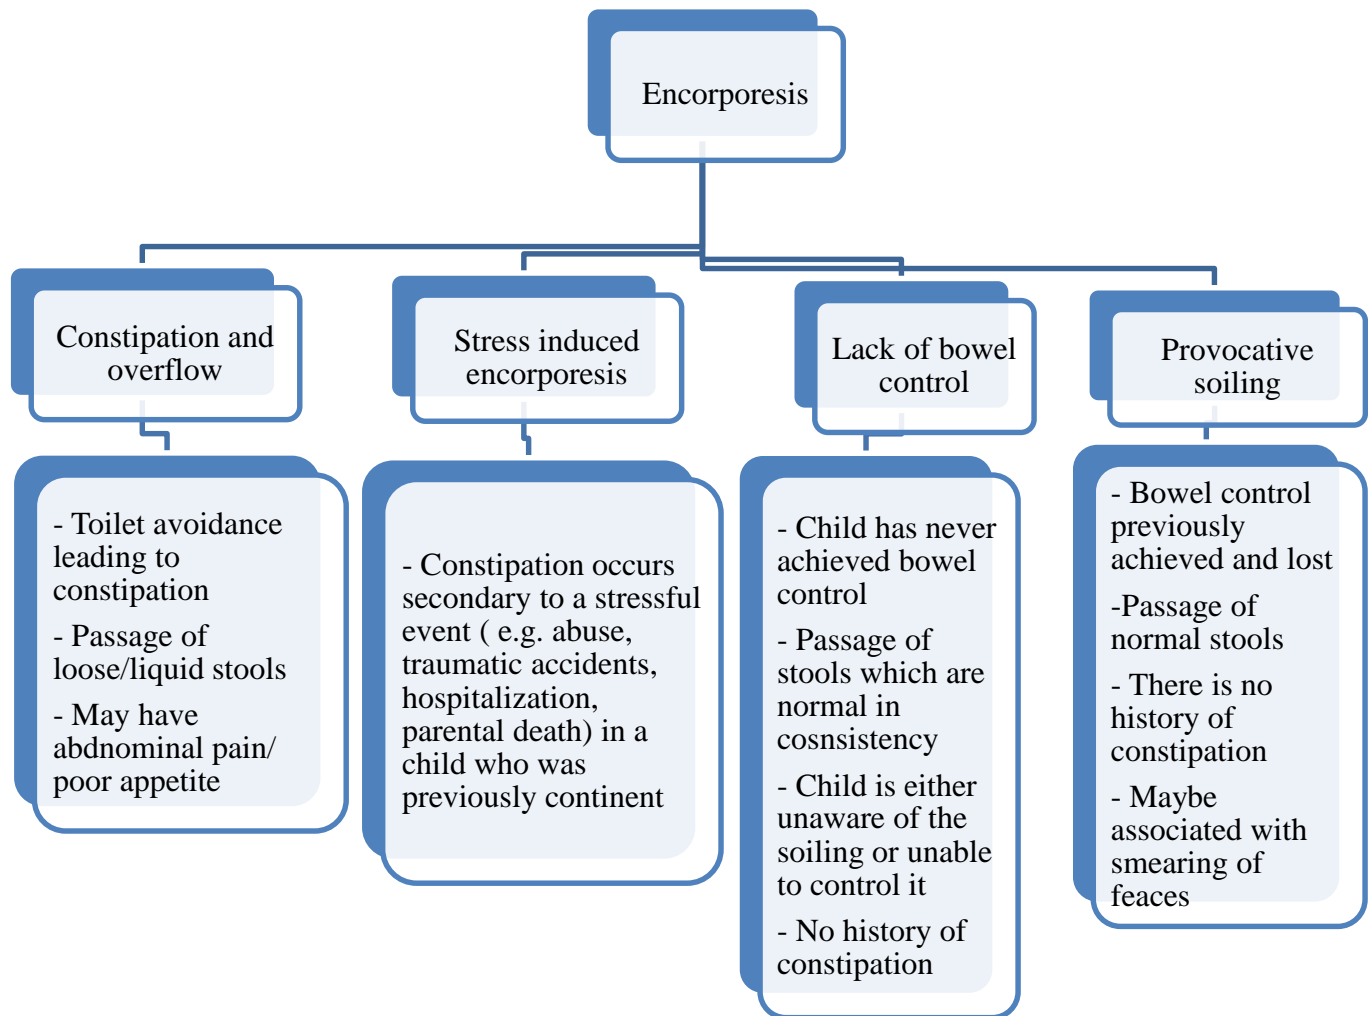 Encorporesis
Constipation and
overflow
Stress induced
encorporesis
Lack of bowel
control
Provocative
soiling
- Toilet avoidance
leading to
constipation
- Passage of
loose/liquid stools
- May have
abdnominal pain/
poor appetite
- Constipation occurs
secondary to a stressful
event ( e.g. abuse,
traumatic accidents,
hospitalization,
parental death) in a
child who was
previously continent
- Child has never
achieved bowel
control
- Passage of
stools which are
normal in
cosnsistency
- Child is either
unaware of the
soiling or unable
to control it
- No history of
constipation
- Bowel control
previously
achieved and lost
-Passage of
normal stools
- There is no
history of
constipation
- Maybe
associated with
smearing of
feaces